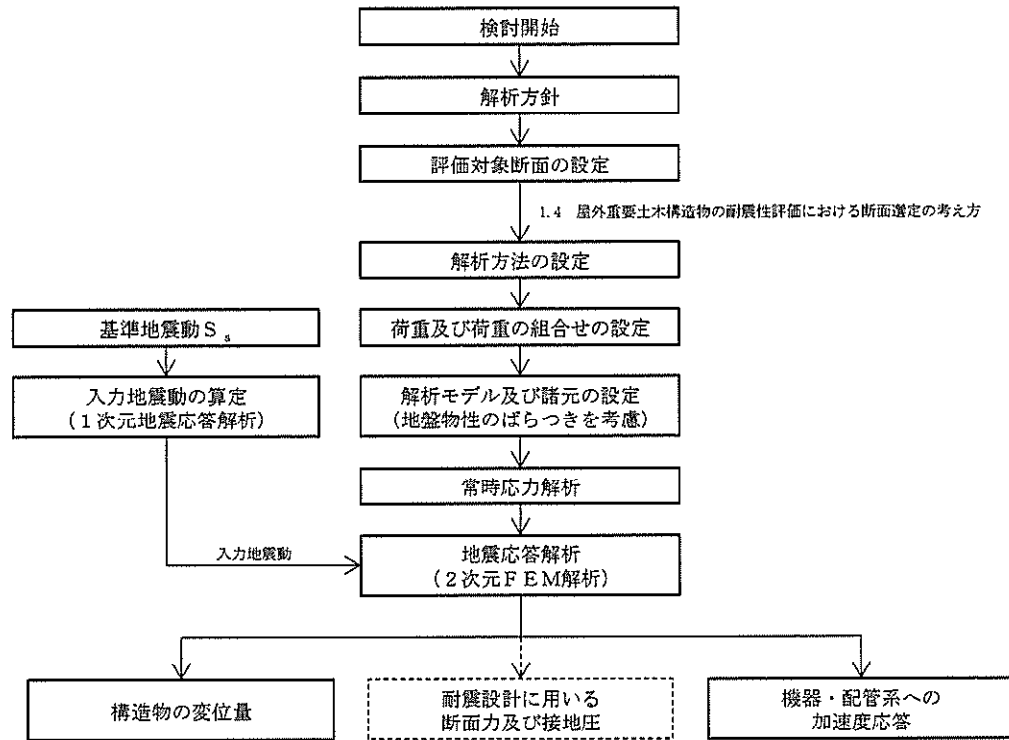 検討開始
解析方針
評価対象断面の設定
1.4 屋外重要土木構造物の耐震性評価における断面選定の考え方
解析方法の設定
基準地震動Ss
荷重及び荷重の組合せの設定
入力地震動の算定
(1次元地震応答解析)
解析モデル及び諸元の設定
(地盤物性のばらつきを考慮)
常時応力解析
入力地震動
地震応答解析
(2次元FEM解析)
構造物の変位量
耐震設計に用いる
断面力及び接地圧
機器・配管系への
加速度応答